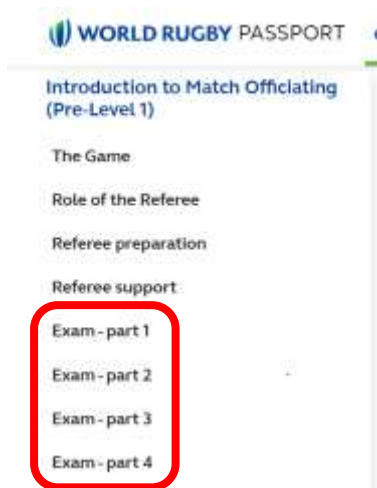 WORLD RUGBY PASSPORT
Introduction to Match Officiating
(Pre-Level 1)
The Game
Role of the Referee
Referee preparation
Referee support
Exam - part 1
Exam - part 2
Exam - part 3
Exam - part 4